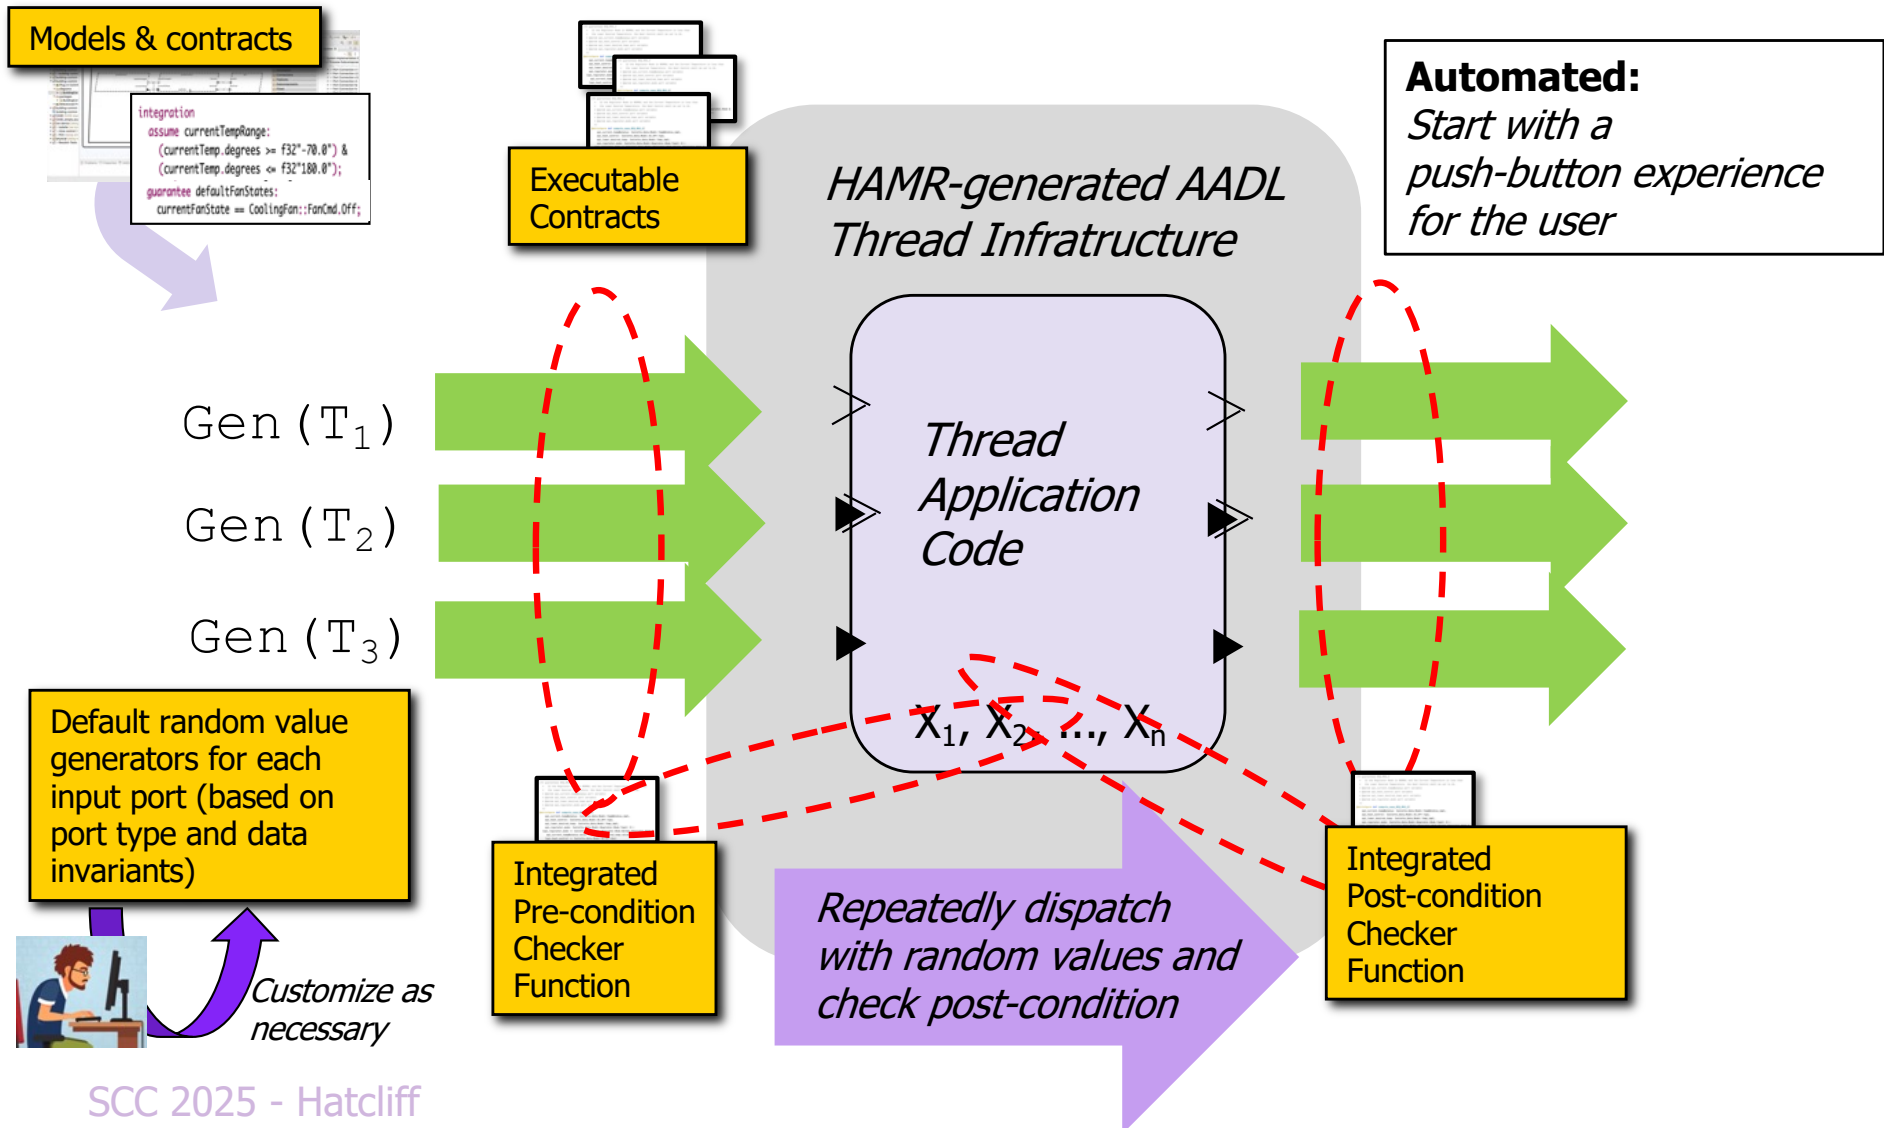 Models & contracts
integration
assume currentTempRange:
(currentTemp.degrees >= f32"-70.0") &
(currentTemp.degrees <= f32"180.0");
guarantee defaultFanStates:
currentFanState == CoolingFan::FanCmd.Off;
Executable
Contracts
HAMR-generated AADL
Thread Infratructure
Automated:
Start with a
push-button experience
for the user
Gen(T1)
Gen(T2)
Gen(T3)
Thread
Application
Code
X1, X2, ..., Xn
Default random value
generators for each
input port (based on
port type and data
invariants)
Customize as
necessary
Integrated
Pre-condition
Checker
Function
Repeatedly dispatch
with random values and
check post-condition
Integrated
Post-condition
Checker
Function
SCC 2025 - Hatcliff